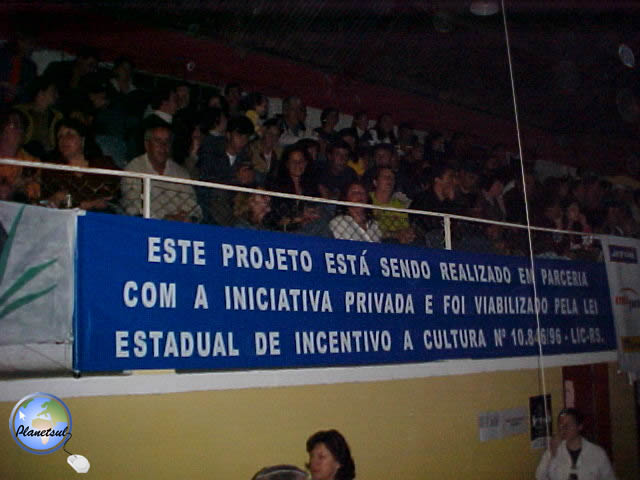 ESTE PROJETO ESTÁ SENDO REALIZADO EM PARCERIA
COM A INICIATIVA PRIVADA E FOI VIABILIZADO PELA LEI
ESTADUAL DE INCENTIVO A CULTURA Nº 10.846/96 - LIC-RS.
Planetsul